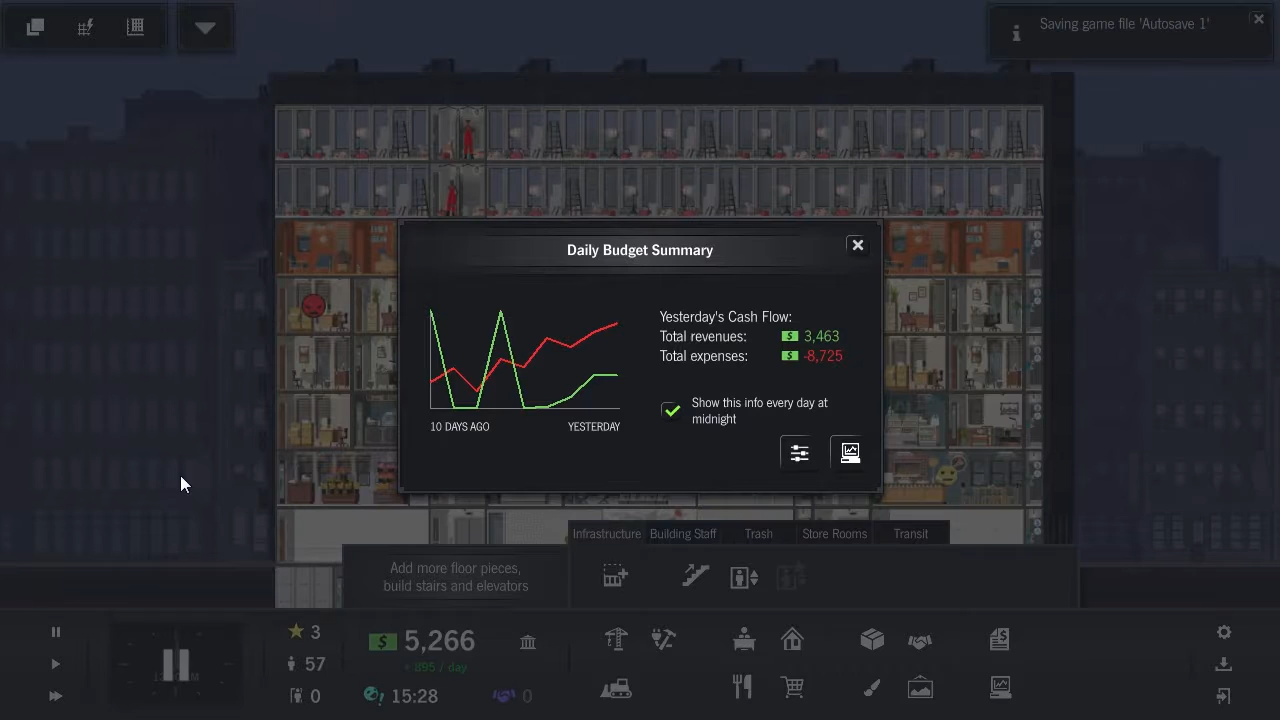 Saving game file 'Autosave 1'
Daily Budget Summary
Yesterday's Cash Flow:
Total revenues: 3,463
Total expenses: -8,725
Show this info every day at
midnight
10 DAYS AGO YESTERDAY
Infrastructure Building Staff Trash Store Rooms Transit
Add more floor pieces,
build stairs and elevators
3
5,266
57
+ 895 / day
0
15:28
0